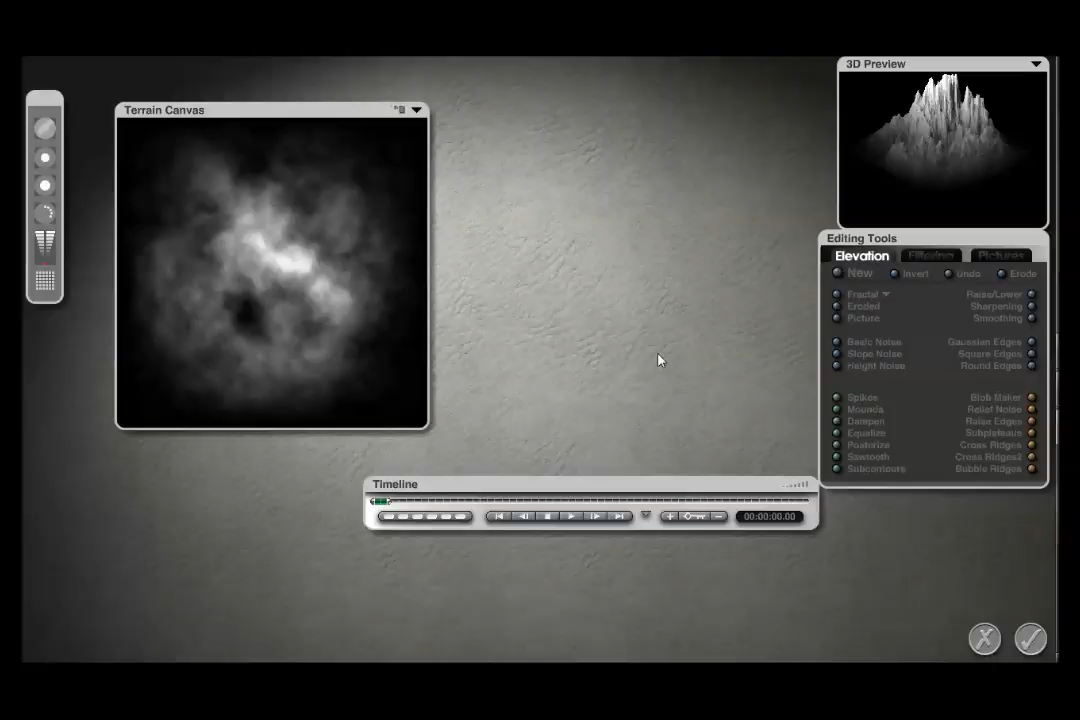 3D Preview
Terrain Canvas
Editing Tools
Elevation Filtering Pictures
New Invert Undo Erode
Fractal Raise/Lower
Eroded Sharpening
Picture Smoothing
Basic Noise Gaussian Edges
Slope Noise Square Edges
Height Noise Round Edges
Spikes Blob Maker
Mounds Relief Noise
Dampen Raise Edges
Equalize Subplateaus
Posterize Cross Ridges
Sawtooth Cross Ridges2
Subcontours Bubble Ridges
Timeline
00:00:00.00